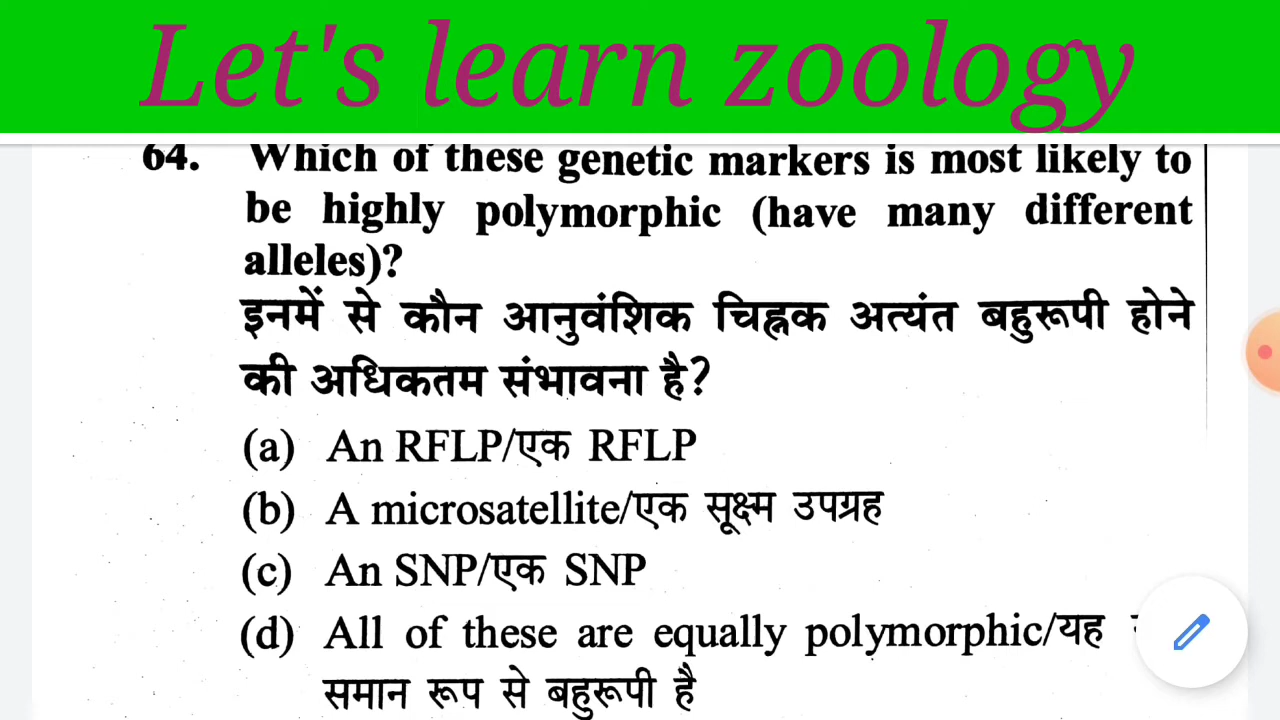 Let's learn zoology
64. Which of these genetic markers is most likely to
be highly polymorphic (have many different
alleles)?
इनमें से कौन आनुवंशिक चिह्नक अत्यंत बहुरूपी होने
की अधिकतम संभावना है?
(a) An RFLP/एक RFLP
(b) A microsatellite/एक सूक्ष्म उपग्रह
(c) An SNP/एक SNP
(d) All of these are equally polymorphic/यह
समान रूप से बहुरूपी है